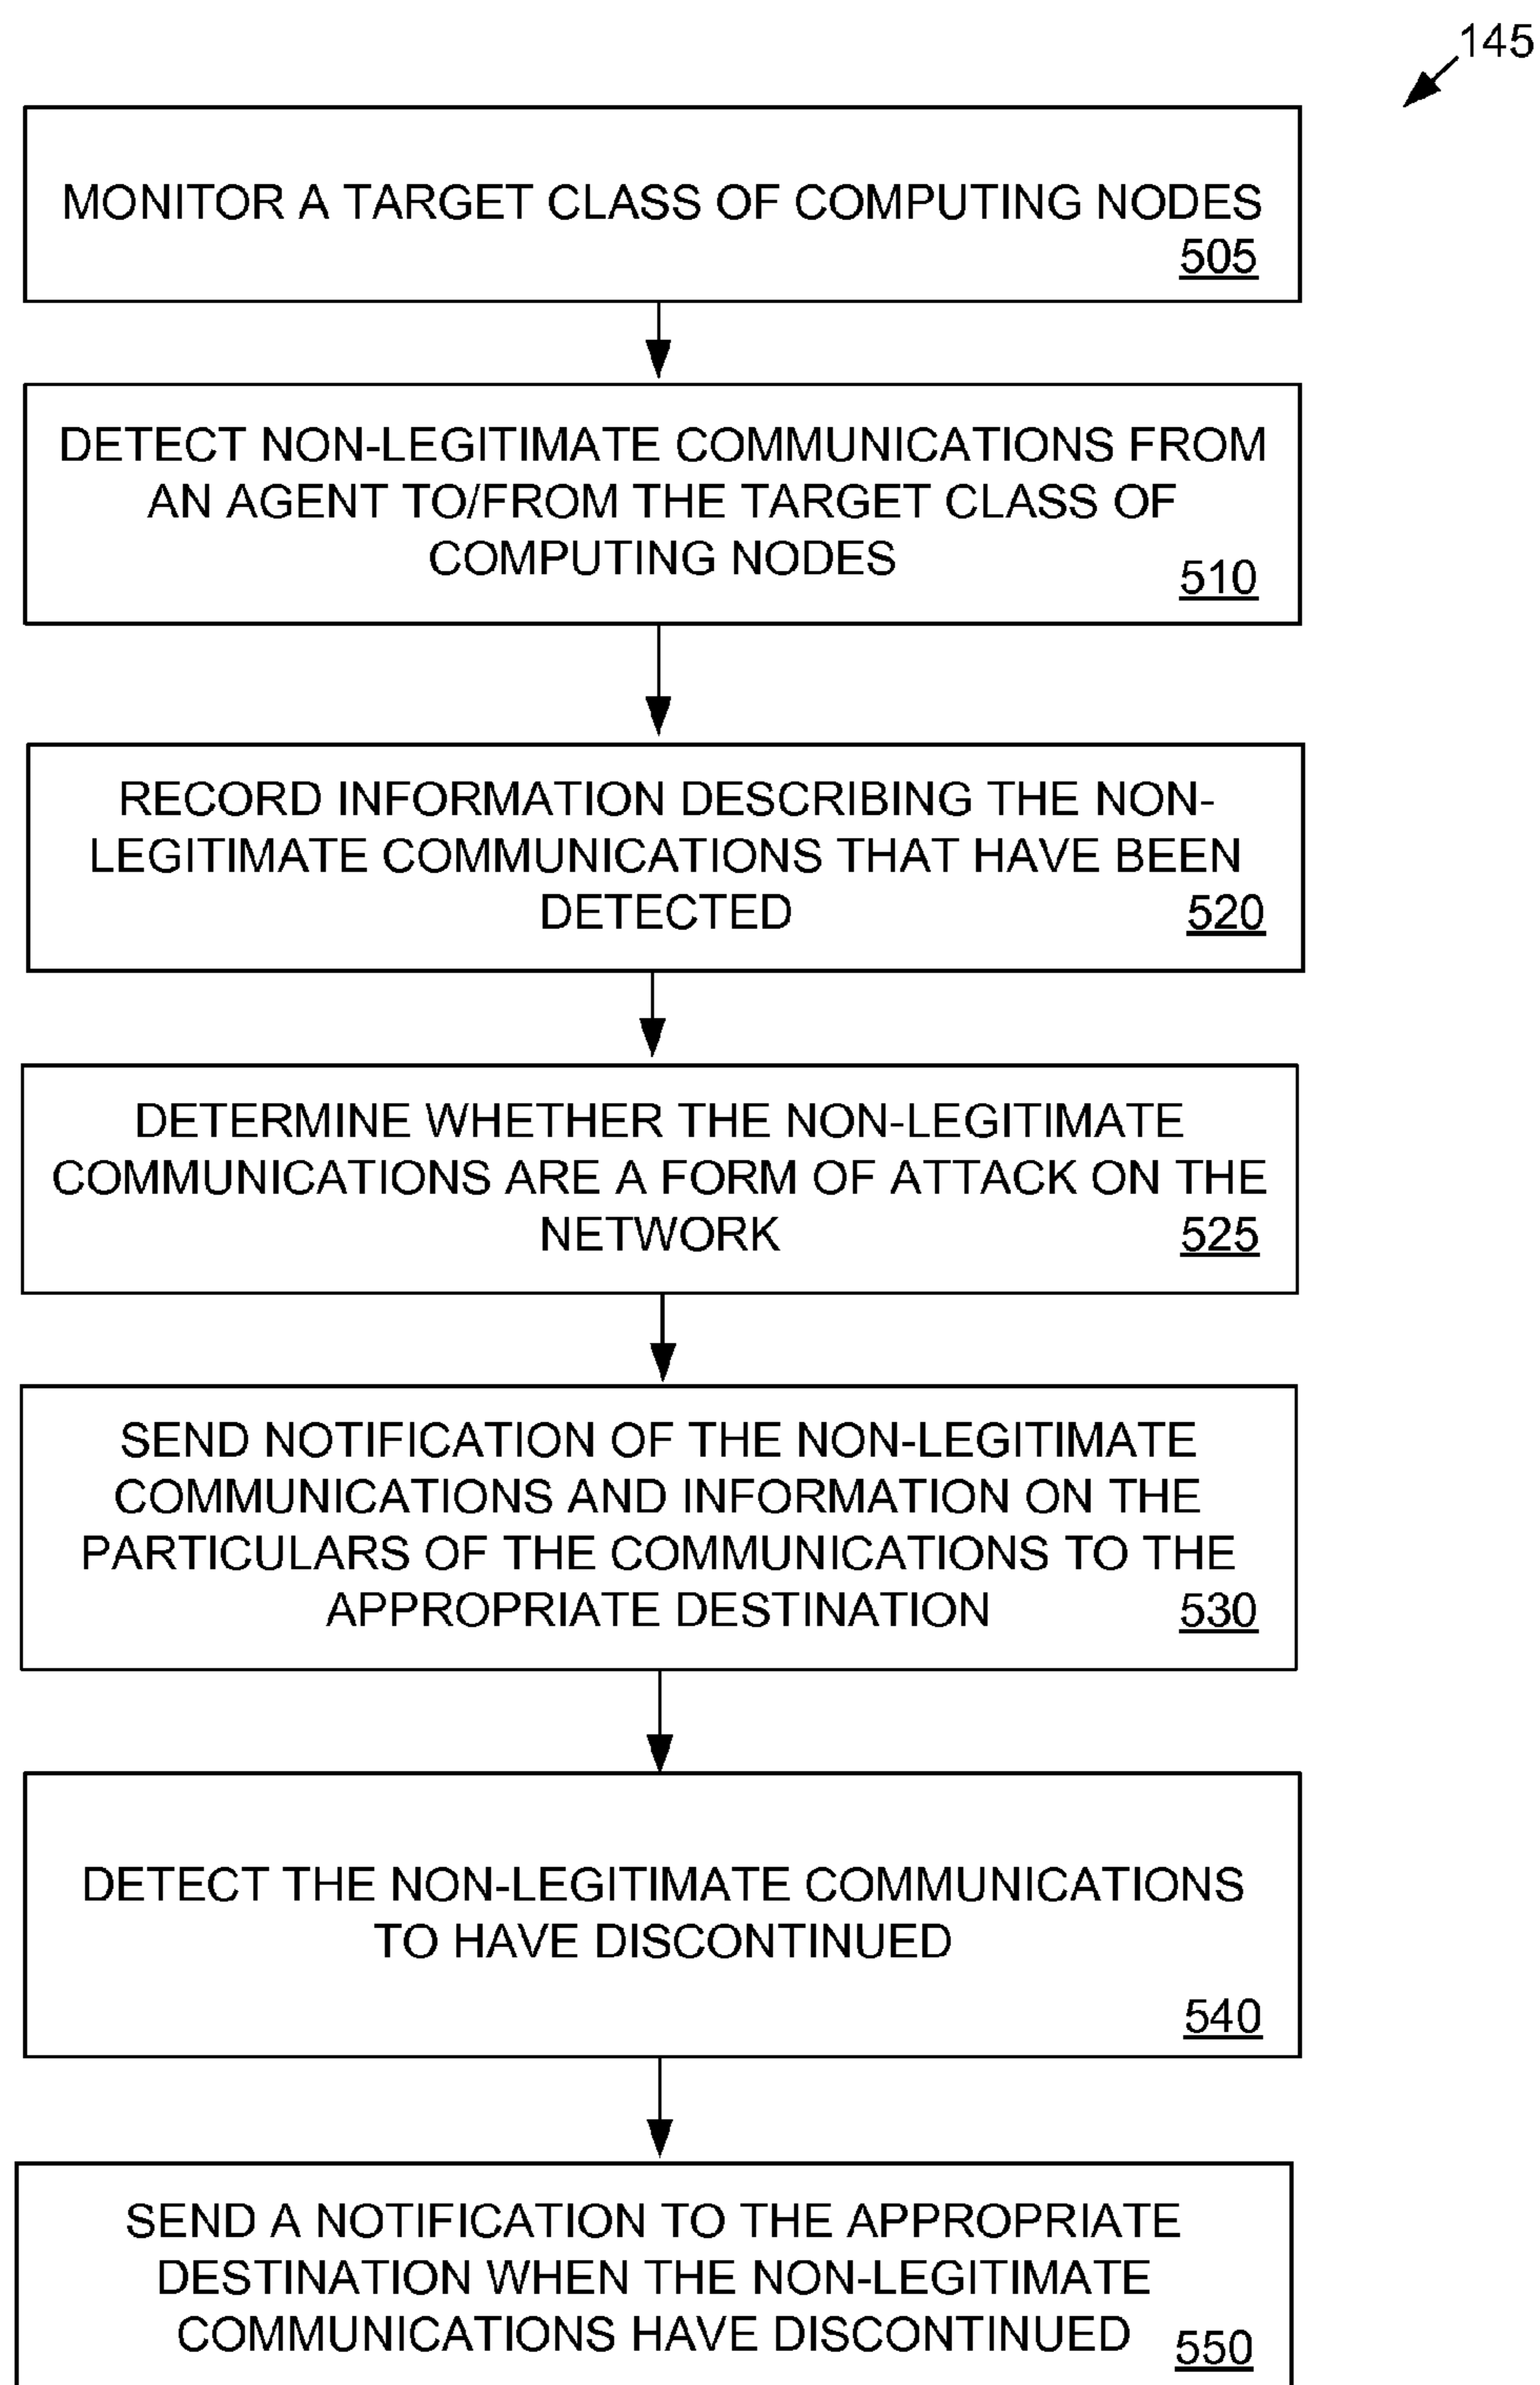 145
MONITOR A TARGET CLASS OF COMPUTING NODES
505
DETECT NON-LEGITIMATE COMMUNICATIONS FROM
AN AGENT TO/FROM THE TARGET CLASS OF
COMPUTING NODES
510
RECORD INFORMATION DESCRIBING THE NON-
LEGITIMATE COMMUNICATIONS THAT HAVE BEEN
DETECTED
520
DETERMINE WHETHER THE NON-LEGITIMATE
COMMUNICATIONS ARE A FORM OF ATTACK ON THE
NETWORK
525
SEND NOTIFICATION OF THE NON-LEGITIMATE
COMMUNICATIONS AND INFORMATION ON THE
PARTICULARS OF THE COMMUNICATIONS TO THE
APPROPRIATE DESTINATION
530
DETECT THE NON-LEGITIMATE COMMUNICATIONS
TO HAVE DISCONTINUED
540
SEND A NOTIFICATION TO THE APPROPRIATE
DESTINATION WHEN THE NON-LEGITIMATE
COMMUNICATIONS HAVE DISCONTINUED
550